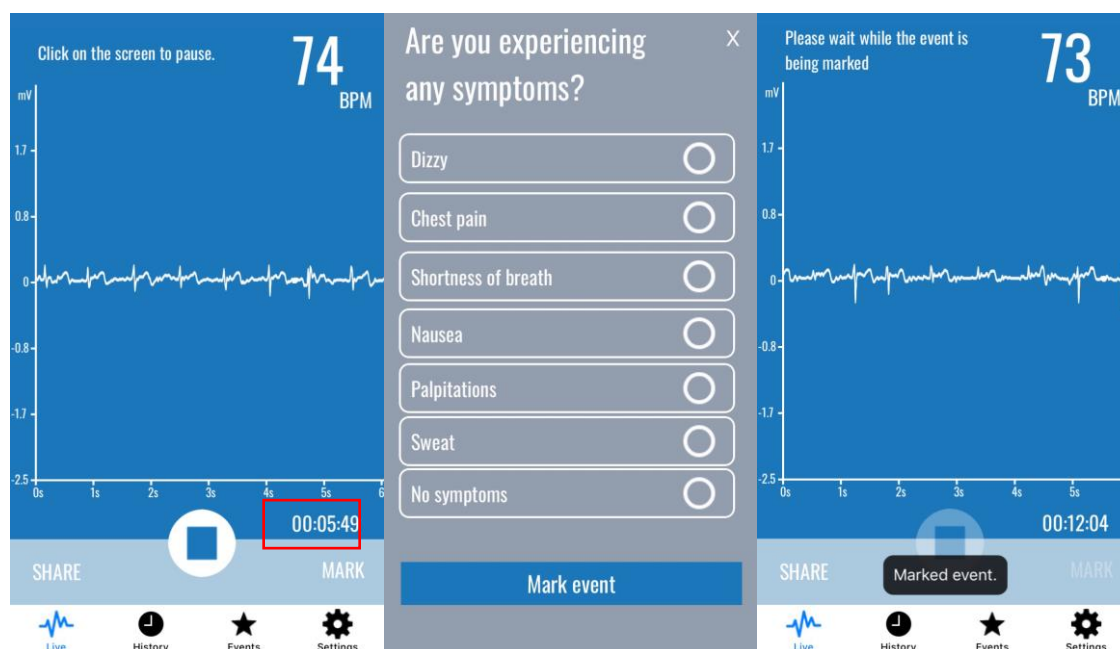 Click on the screen to pause.
74
BPM
mV
1.7
0.8
0
-0.8
-1.7
-2.5
0s 1s 2s 3s 4s 5s 6
00:05:49
SHARE
MARK
Live History Events Settings
Are you experiencing
any symptoms?
X
Dizzy
Chest pain
Shortness of breath
Nausea
Palpitations
Sweat
No symptoms
Mark event
Please wait while the event is
being marked
73
BPM
mV
1.7
0.8
0
-0.8
-1.7
-2.5
0s 1s 2s 3s 4s 5s
00:12:04
SHARE
Marked event.
MARK
Live History Events Settings